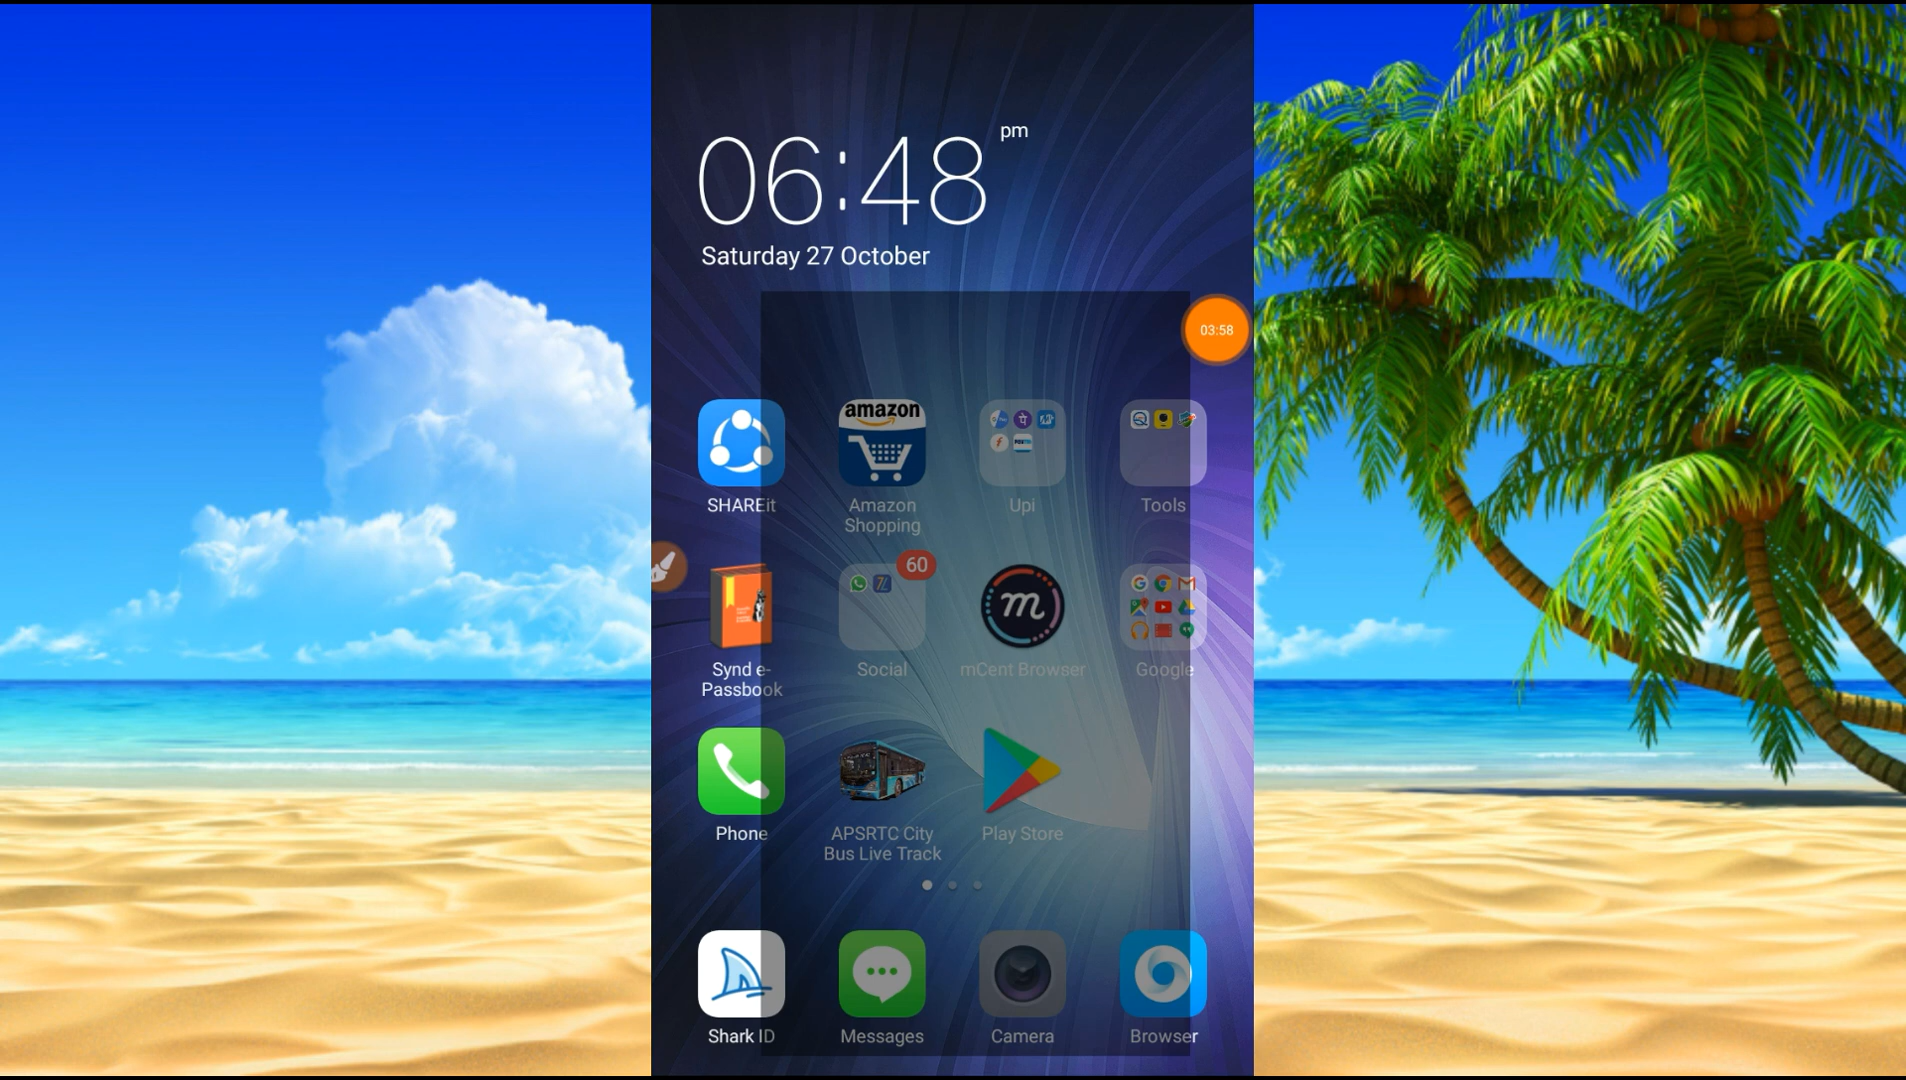 06:48 pm
Saturday 27 October
03:58
amazon
SHAREit
Amazon
Shopping
Upi
Tools
60
Synd e-
Passbook
Social
m
mCent Browser
Google
Phone
APSRTC City
Bus Live Track
Play Store
Shark ID
Messages
Camera
Browser